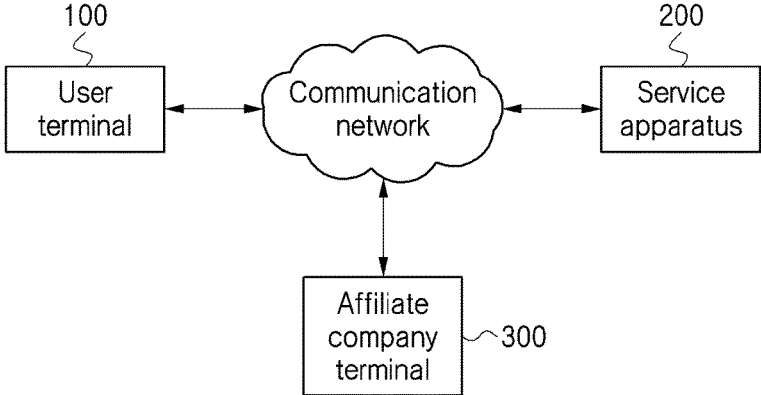 100
200
User
terminal
Communication
network
Service
apparatus
Affiliate
company
terminal
300